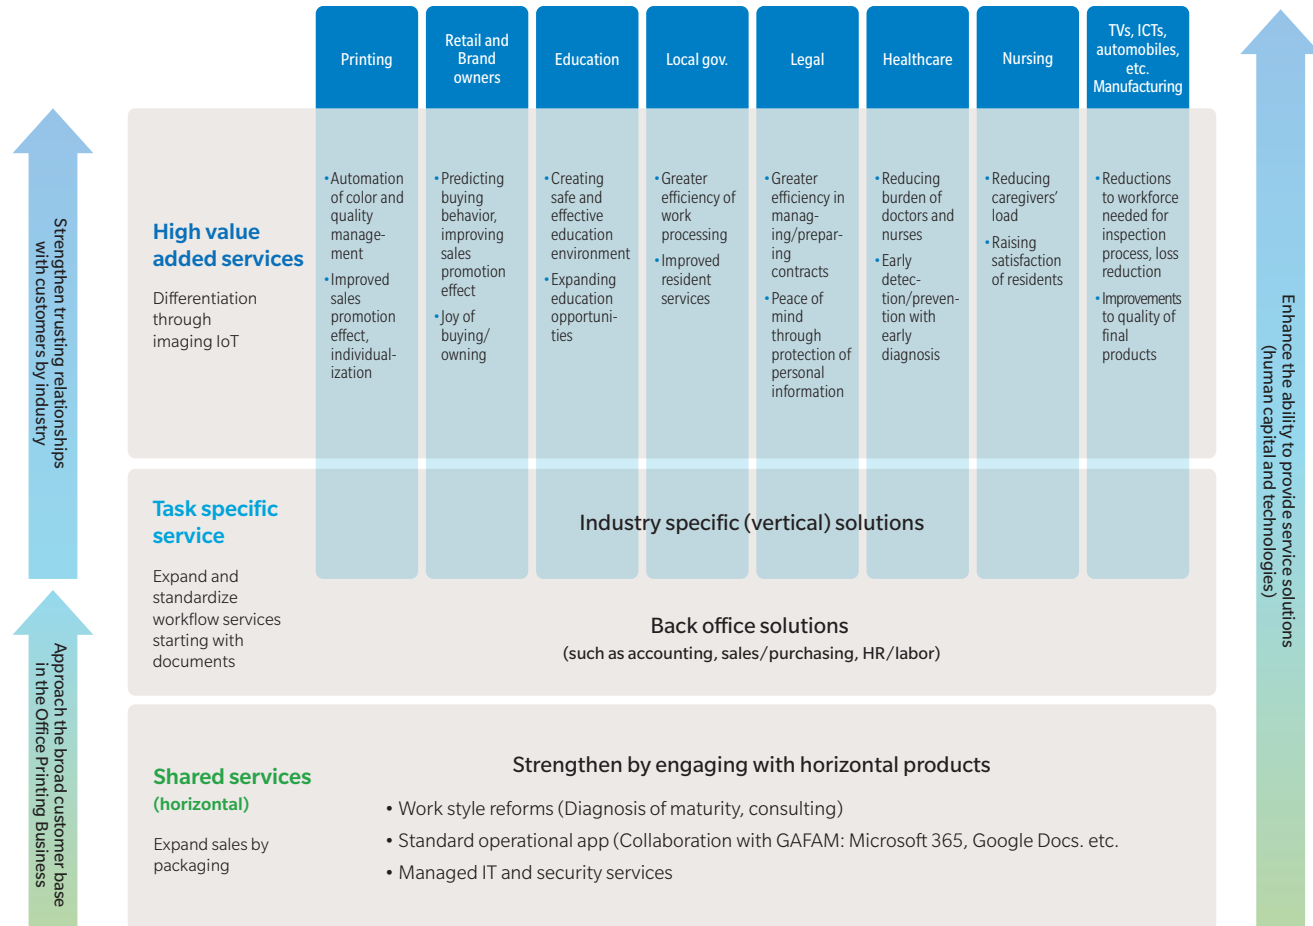 Printing
Retail and
Brand
owners
Education
Local gov.
Legal
Healthcare
Nursing
TVs, ICTs,
automobiles,
etc.
Manufacturing
Strengthen trusting relationships
with customers by industry
High value
added services
Differentiation
through
imaging IoT
•Automation
of color and
quality
manage-
ment
•Improved
sales
promotion
effect,
individual-
ization
•Predicting
buying
behavior,
improving
sales
promotion
effect
•Joy of
buying/
owning
•Creating
safe and
effective
education
environment
•Expanding
education
opportuni-
ties
•Greater
efficiency of
work
processing
•Improved
resident
services
•Greater
efficiency in
manag-
ing/prepar-
ing
contracts
•Peace of
mind
through
protection of
personal
information
•Reducing
burden of
doctors and
nurses
•Early
detec-
tion/preven-
tion with
early
diagnosis
•Reducing
caregivers’
load
•Raising
satisfaction
of residents
•Reductions
to workforce
needed for
inspection
process, loss
reduction
•Improvements
to quality of
final
products
Enhance the ability to provide service solutions
(human capital and technologies)
Task specific
service
Expand and
standardize
workflow services
starting with
documents
Industry specific (vertical) solutions
Back office solutions
(such as accounting, sales/purchasing, HR/labor)
Approach the broad customer base
in the Office Printing Business
Shared services
(horizontal)
Expand sales by
packaging
Strengthen by engaging with horizontal products
• Work style reforms (Diagnosis of maturity, consulting)
• Standard operational app (Collaboration with GAFAM: Microsoft 365, Google Docs. etc.
• Managed IT and security services